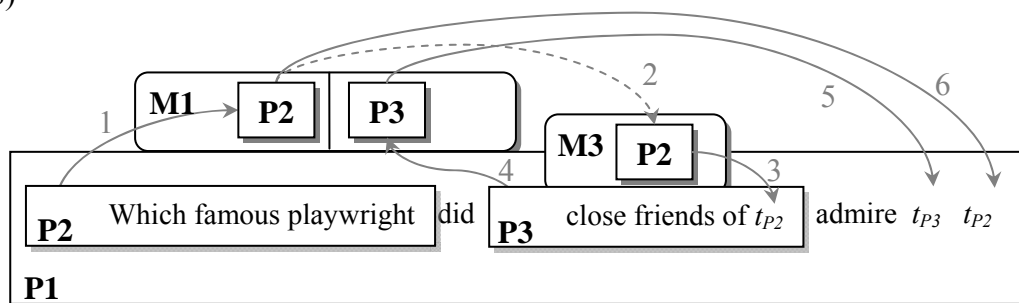 M1 P2 P3
1 2 5 6
M3 P2
4 3
P2 Which famous playwright did P3 close friends of tP2 admire tP3 tP2
P1